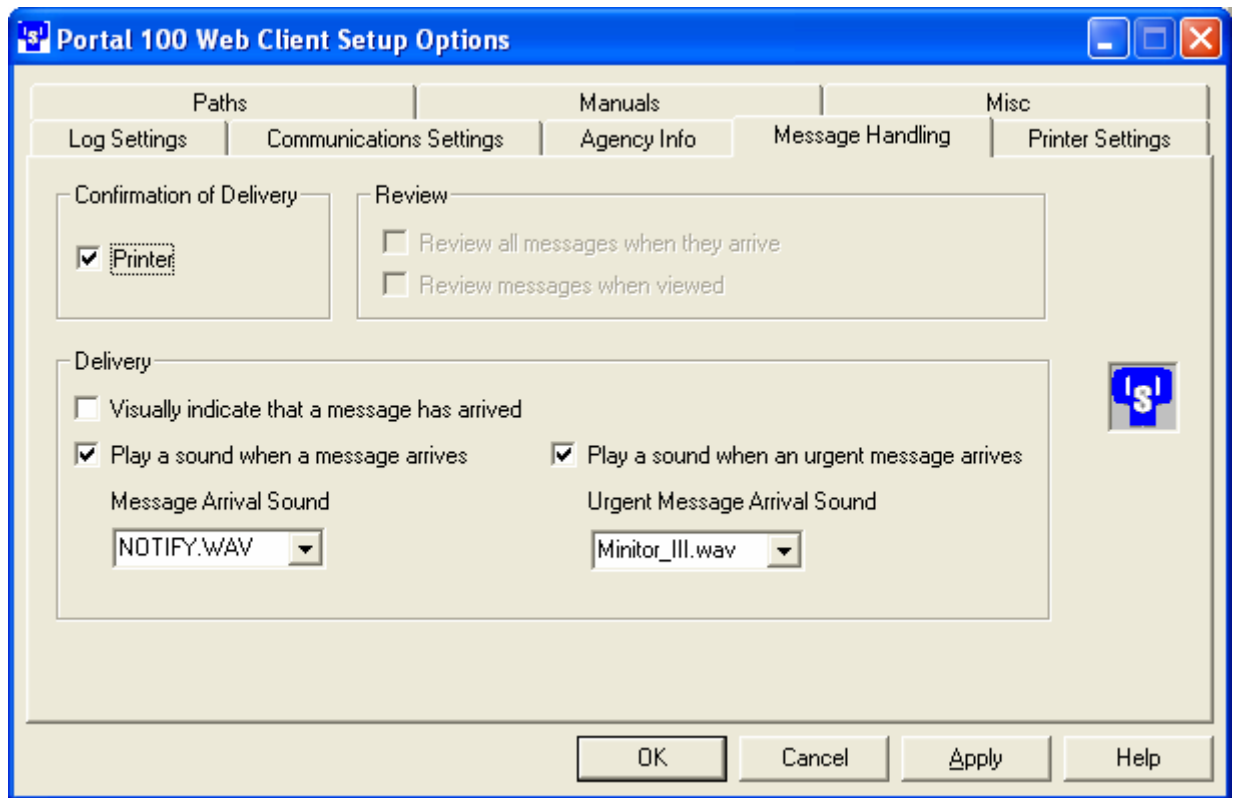 'S' Portal 100 Web Client Setup Options
Paths Manuals Misc
Log Settings Communications Settings Agency Info Message Handling Printer Settings
Confirmation of Delivery Review
Printer
Review all messages when they arrive
Review messages when viewed
Delivery
Visually indicate that a message has arrived
Play a sound when a message arrives Play a sound when an urgent message arrives
Message Arrival Sound Urgent Message Arrival Sound
NOTIFY.WAV Minitor_III.wav
'S'
OK Cancel Apply Help